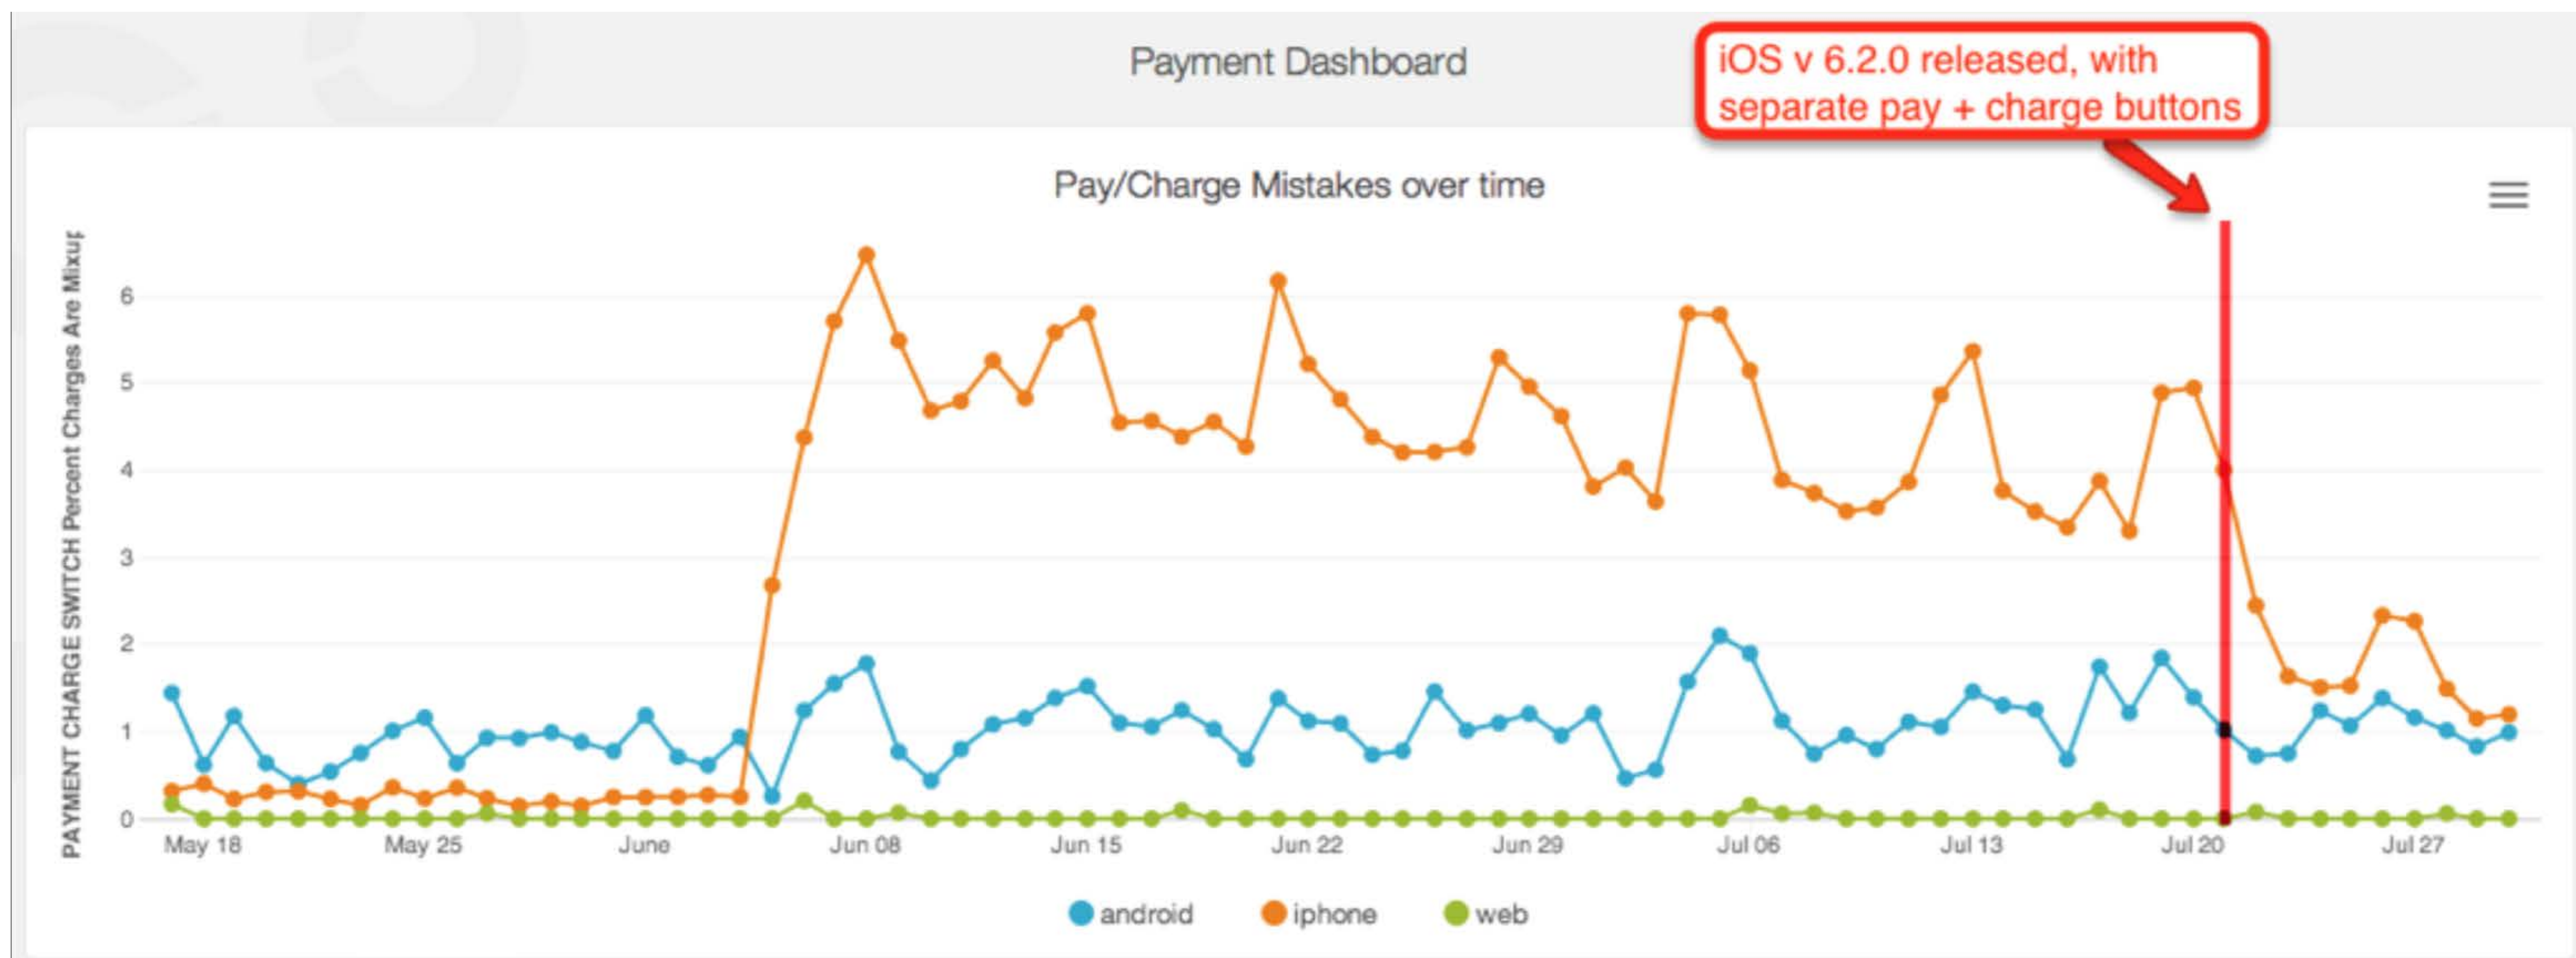 Payment Dashboard
iOS v 6.2.0 released, with
separate pay + charge buttons
Pay/Charge Mistakes over time
PAYMENT CHARGE SWITCH Percent Charges Are Mixup
6
5
4
3
2
1
0
May 18 May 25 June Jun 08 Jun 15 Jun 22 Jun 29 Jul 06 Jul 13 Jul 20 Jul 27
android iphone web